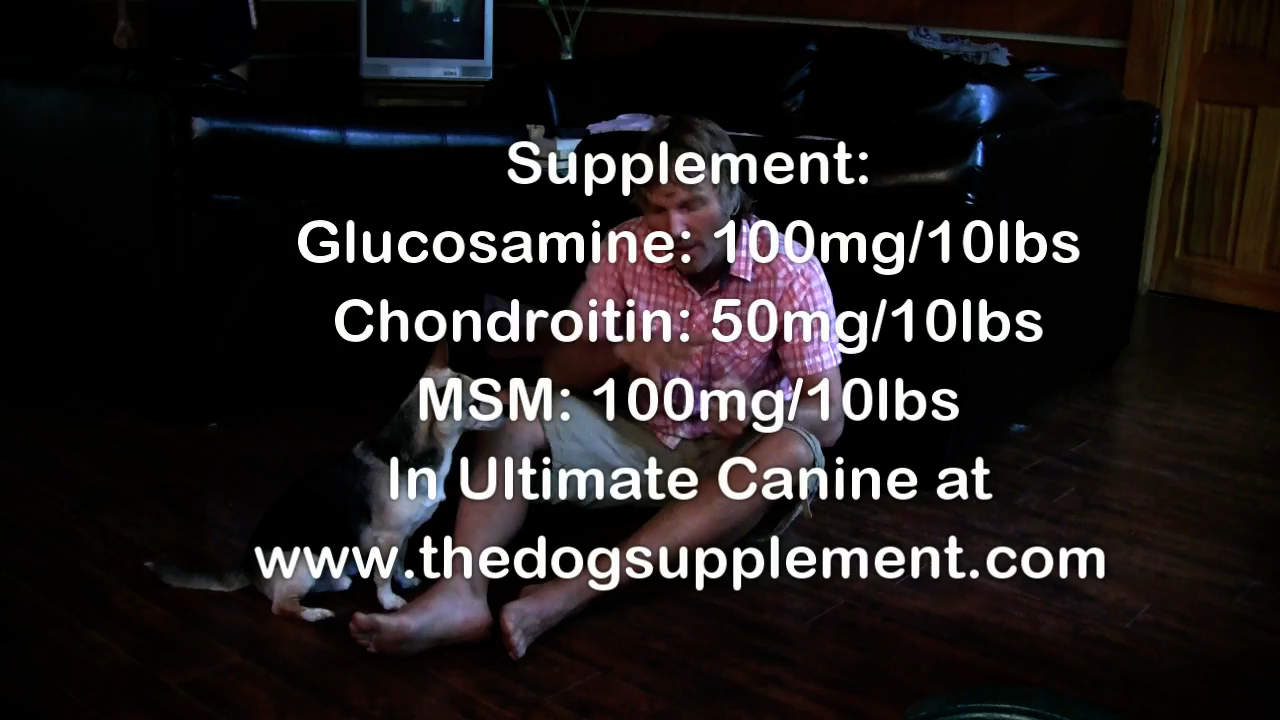 Supplement:
Glucosamine: 100mg/10lbs
Chondroitin: 50mg/10lbs
MSM: 100mg/10lbs
In Ultimate Canine at
www.thedogsupplement.com